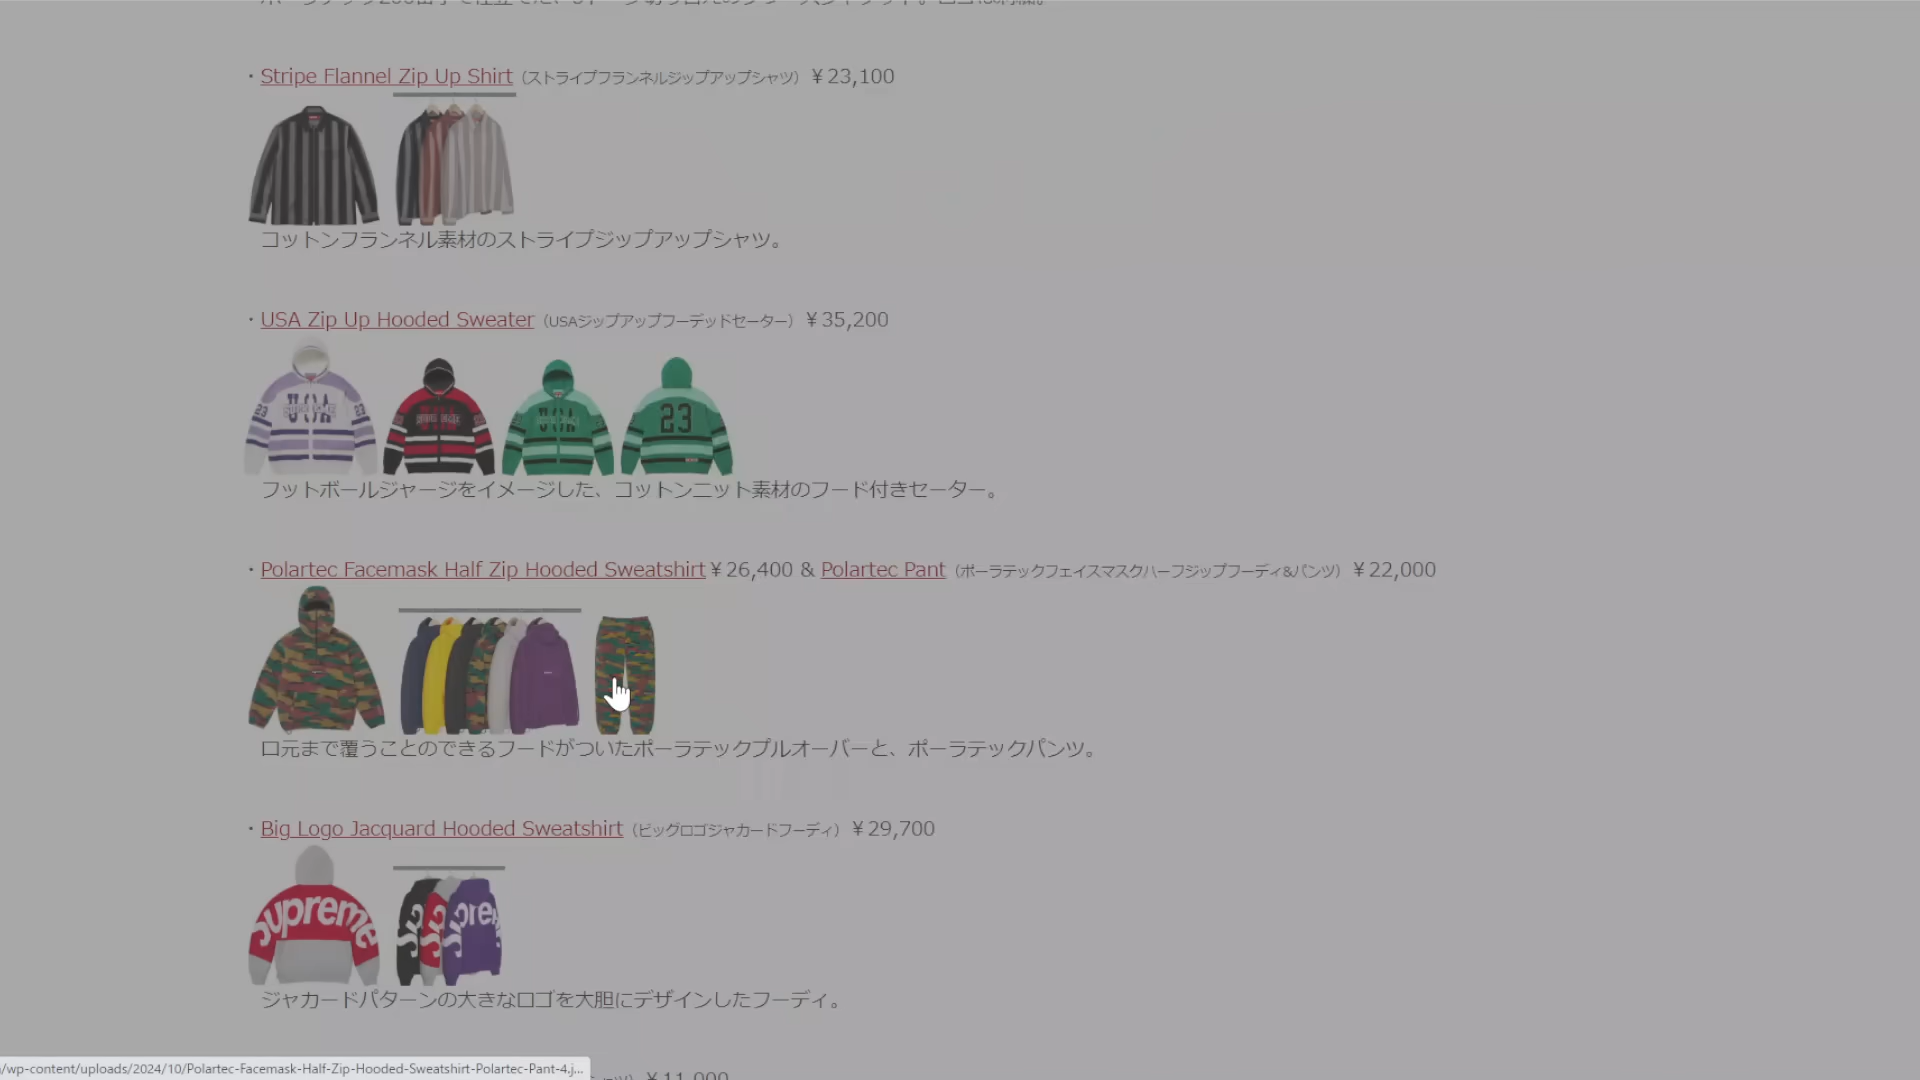 ・Stripe Flannel Zip Up Shirt（ストライプフランネルジップアップシャツ）￥23,100
コットンフランネル素材のストライプジップアップシャツ。
・USA Zip Up Hooded Sweater（USAジップアップフーデッドセーター）￥35,200
USA
23
フットボールジャージをイメージした、コットンニット素材のフード付きセーター。
・Polartec Facemask Half Zip Hooded Sweatshirt￥26,400 & Polartec Pant（ポーラテックフェイスマスクハーフジップフーディ&パンツ）￥22,000
口元まで覆うことのできるフードがついたポーラテックプルオーバーと、ポーラテックパンツ。
・Big Logo Jacquard Hooded Sweatshirt（ビッグロゴジャカードフーディ）￥29,700
Supreme
ジャカードパターンの大きなロゴを大胆にデザインしたフーディ。
￥11,000
/wp-content/uploads/2024/10/Polartec-Facemask-Half-Zip-Hooded-Sweatshirt-Polartec-Pant-4.j...